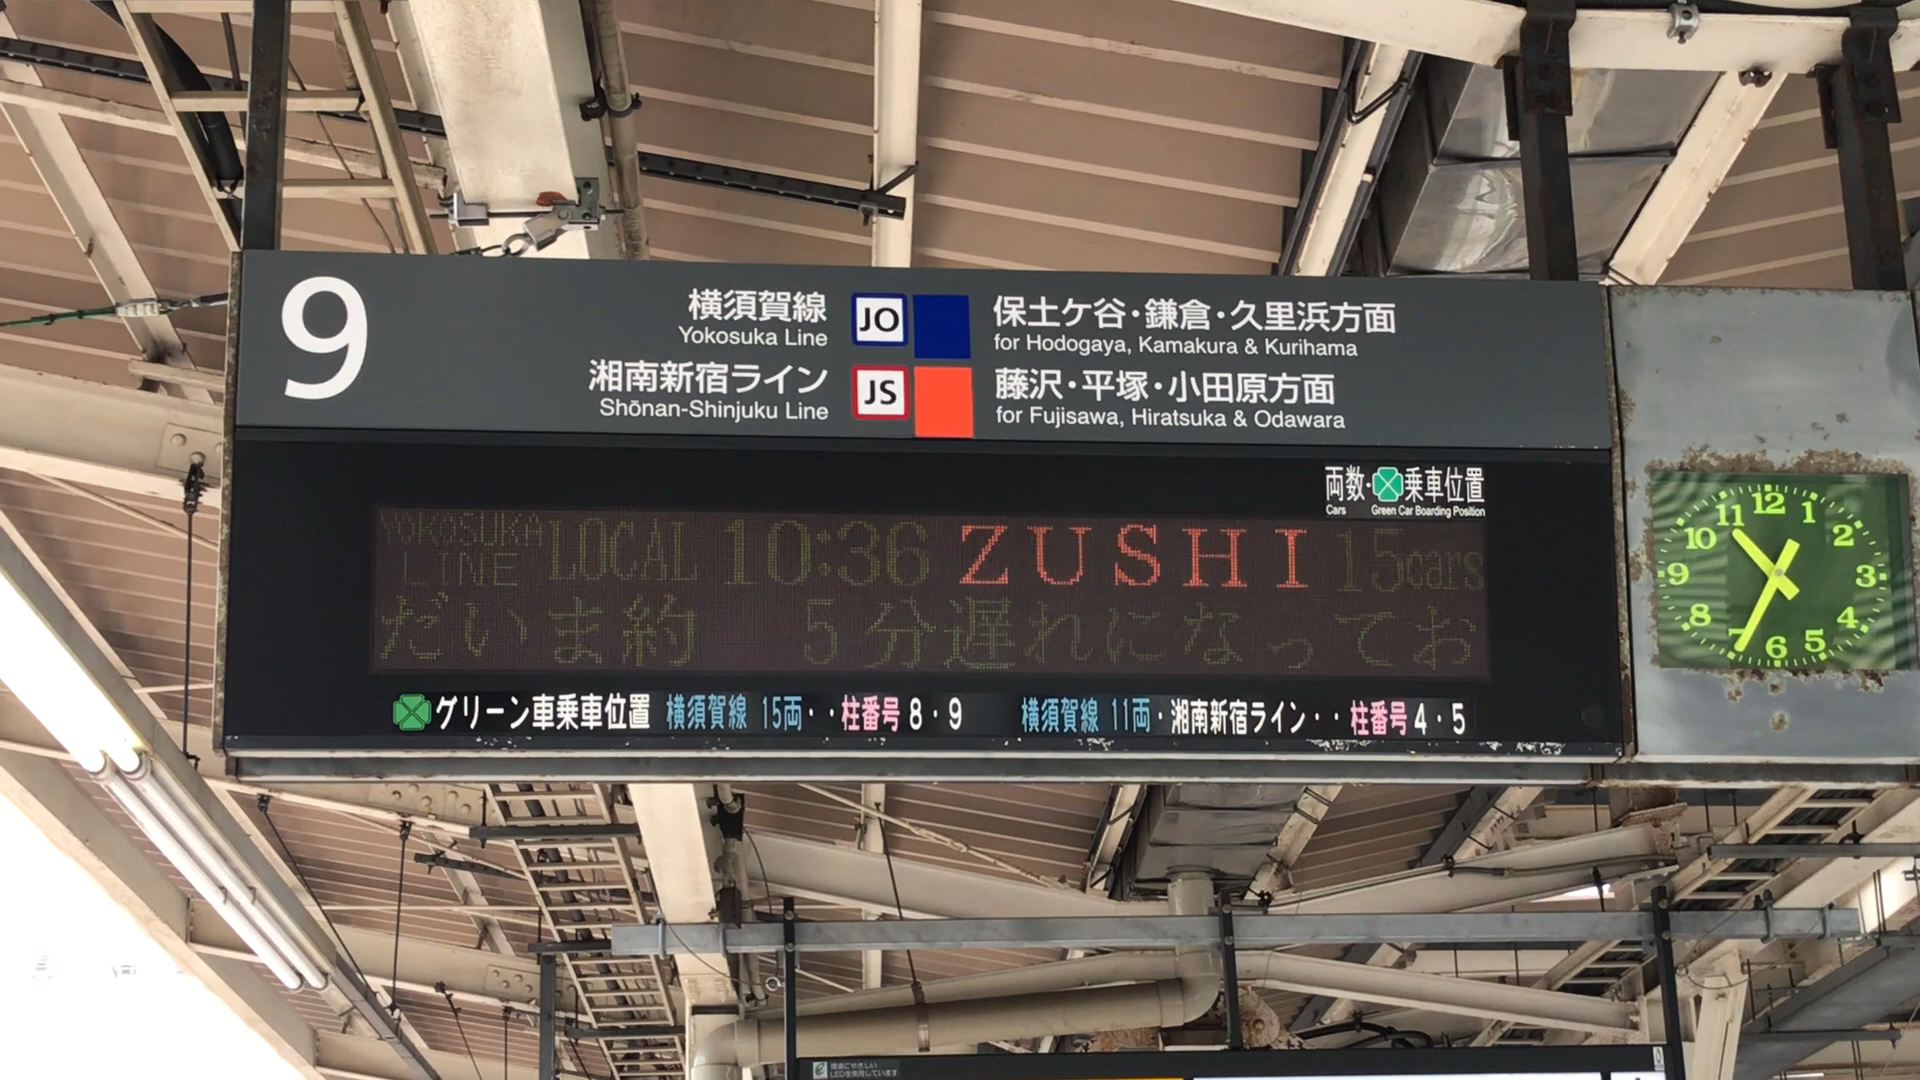 9
横須賀線 JO 保土ケ谷・鎌倉・久里浜方面
Yokosuka Line for Hodogaya, Kamakura & Kurihama
湘南新宿ライン JS 藤沢・平塚・小田原方面
Shōnan-Shinjuku Line for Fujisawa, Hiratsuka & Odawara
両数・乗車位置
Cars Green Car Boarding Position
YOKOSUKA LINE LOCAL 10:36 ZUSHI 15cars
だいま約 5分遅れになってお
グリーン車乗車位置 横須賀線 15両・・柱番号 8・9 横須賀線 11両・湘南新宿ライン・・柱番号 4・5
12 1 2 3 4 5 6 7 8 9 10 11